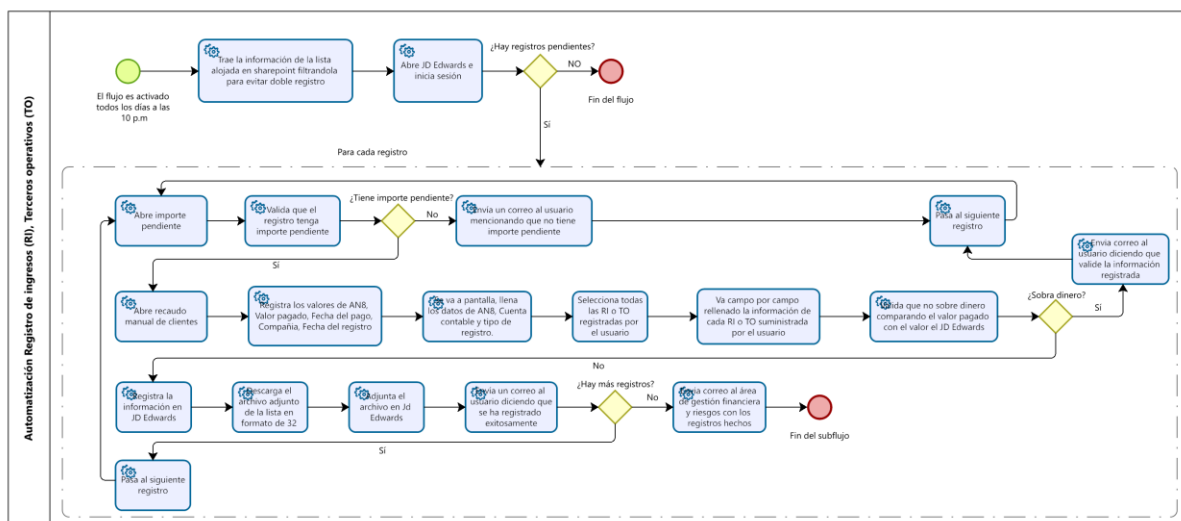 Automatización Registro de ingresos (RI), Terceros operativos (TO)
El flujo es activado
todos los días a las
10 p.m
Trae la información de la lista
alojada en sharepoint filtrandola
para evitar doble registro
Abre JD Edwards e
inicia sesión
¿Hay registros pendientes?
NO
Fin del flujo
Sí
Para cada registro
Abre importe
pendiente
Valida que el
registro tenga
importe pendiente
¿Tiene importe pendiente?
No
Envía un correo al usuario
mencionando que no tiene
importe pendiente
Pasa al siguiente
registro
Envia correo al
usuario diciendo que
valide la información
registrada
Sí
Abre recaudo
manual de clientes
Registra los valores de AN8,
Valor pagado, Fecha del pago,
Compañia, Fecha del registro
va a pantalla, llena
los datos de AN8, Cuenta
contable y tipo de
registro.
Selecciona todas
las RI o TO
registradas por
el usuario
Va campo por campo
rellenado la información de
cada RI o TO suministrada
por el usuario
Valida que no sobre dinero
comparando el valor pagado
con el valor el JD Edwards
¿Sobra dinero?
Sí
No
Registra la
información en
JD Edwards
Descarga el
archivo adjunto
de la lista en
formato de 32
Adjunta el
archivo en Jd
Edwards
Envía un correo al
usuario diciendo que
se ha registrado
exitosamente
¿Hay más registros?
No
Envia correo al área
de gestión financiera
y riesgos con los
registros hechos
Fin del subflujo
Sí
Pasa al siguiente
registro